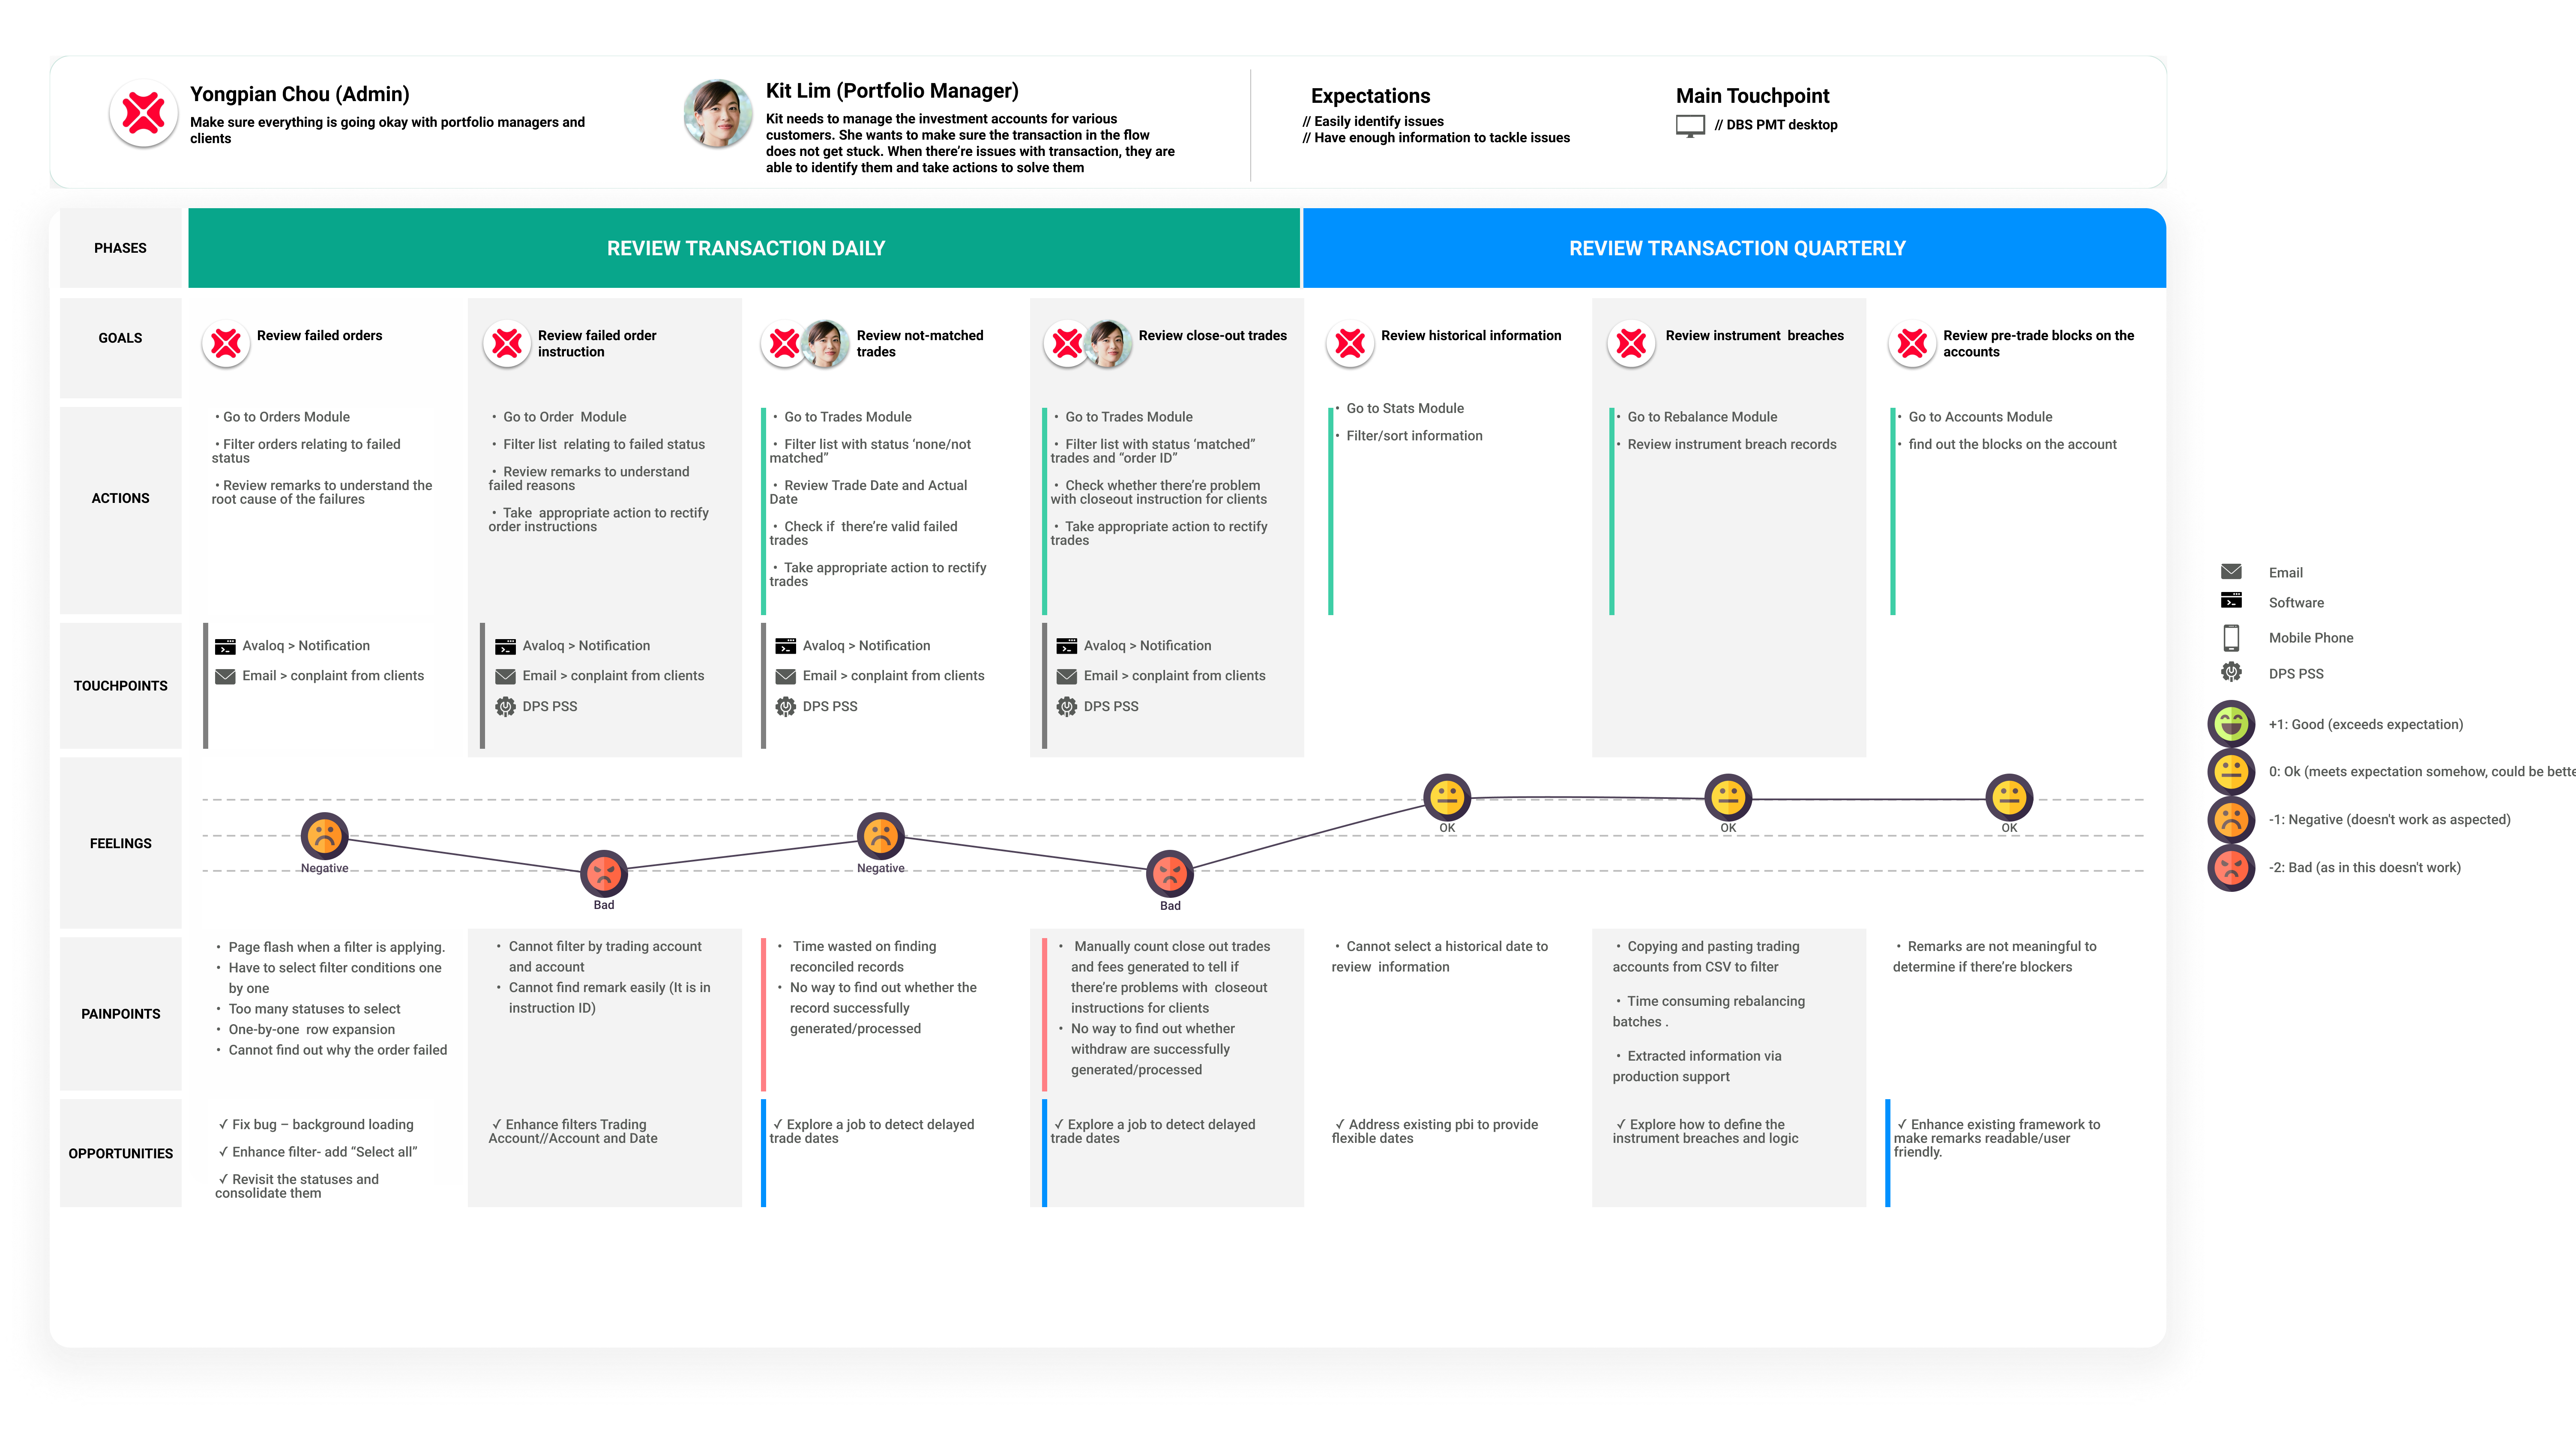 Yongpian Chou (Admin)
Make sure everything is going okay with portfolio managers and
clients
Kit Lim (Portfolio Manager)
Kit needs to manage the investment accounts for various
customers. She wants to make sure the transaction in the flow
does not get stuck. When there’re issues with transaction, they are
able to identify them and take actions to solve them
Expectations
// Easily identify issues
// Have enough information to tackle issues
Main Touchpoint
// DBS PMT desktop
PHASES
REVIEW TRANSACTION DAILY
REVIEW TRANSACTION QUARTERLY
GOALS
Review failed orders
Review failed order
instruction
Review not-matched
trades
Review close-out trades
Review historical information
Review instrument  breaches
Review pre-trade blocks on the
accounts
ACTIONS
• Go to Orders Module
• Filter orders relating to failed
status
• Review remarks to understand the
root cause of the failures
• Go to Order  Module
• Filter list  relating to failed status
• Review remarks to understand
failed reasons
• Take  appropriate action to rectify
order instructions
• Go to Trades Module
• Filter list with status ‘none/not
matched”
• Review Trade Date and Actual
Date
• Check if  there’re valid failed
trades
• Take appropriate action to rectify
trades
• Go to Trades Module
• Filter list with status ‘matched”
trades and “order ID”
• Check whether there’re problem
with closeout instruction for clients
• Take appropriate action to rectify
trades
• Go to Stats Module
• Filter/sort information
• Go to Rebalance Module
• Review instrument breach records
• Go to Accounts Module
• find out the blocks on the account
TOUCHPOINTS
Avaloq > Notification
Email > conplaint from clients
Avaloq > Notification
Email > conplaint from clients
DPS PSS
Avaloq > Notification
Email > conplaint from clients
DPS PSS
Avaloq > Notification
Email > conplaint from clients
DPS PSS
FEELINGS
Negative
Bad
Negative
Bad
OK
OK
OK
PAINPOINTS
• Page flash when a filter is applying.
• Have to select filter conditions one
by one
• Too many statuses to select
• One-by-one  row expansion
• Cannot find out why the order failed
• Cannot filter by trading account
and account
• Cannot find remark easily (It is in
instruction ID)
• Time wasted on finding
reconciled records
• No way to find out whether the
record successfully
generated/processed
• Manually count close out trades
and fees generated to tell if
there’re problems with  closeout
instructions for clients
• No way to find out whether
withdraw are successfully
generated/processed
• Cannot select a historical date to
review  information
• Copying and pasting trading
accounts from CSV to filter
• Time consuming rebalancing
batches .
• Extracted information via
production support
• Remarks are not meaningful to
determine if there’re blockers
OPPORTUNITIES
✓ Fix bug – background loading
✓ Enhance filter- add “Select all”
✓ Revisit the statuses and
consolidate them
✓ Enhance filters Trading
Account//Account and Date
✓ Explore a job to detect delayed
trade dates
✓ Explore a job to detect delayed
trade dates
✓ Address existing pbi to provide
flexible dates
✓ Explore how to define the
instrument breaches and logic
✓ Enhance existing framework to
make remarks readable/user
friendly.
Email
Software
Mobile Phone
DPS PSS
+1: Good (exceeds expectation)
0: Ok (meets expectation somehow, could be bette
-1: Negative (doesn't work as aspected)
-2: Bad (as in this doesn't work)